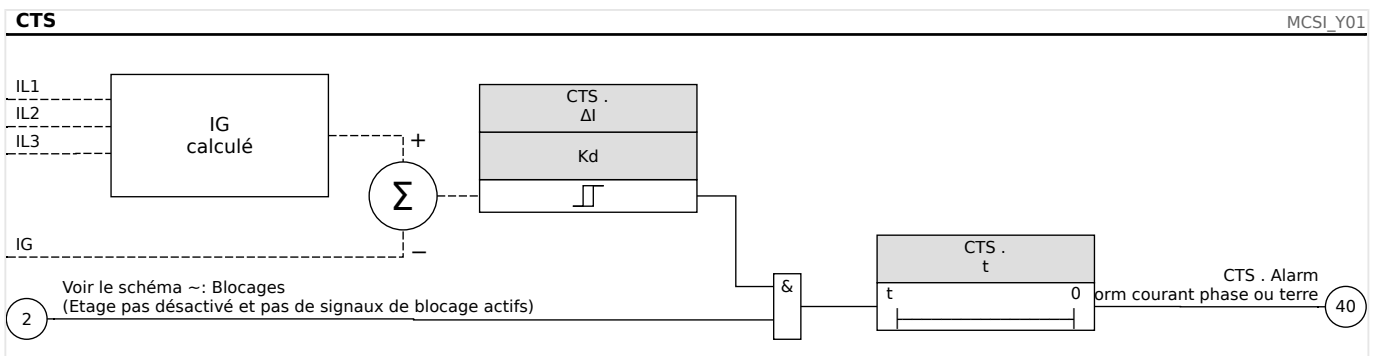 CTS
MCSI_Y01
IL1
IL2
IL3
IG
calculé
+
Σ
−
IG
CTS .
ΔI
Kd
Voir le schéma ~: Blocages
(Etage pas désactivé et pas de signaux de blocage actifs)
2
&
CTS .
t
t
0
CTS . Alarm
orm courant phase ou terre
40